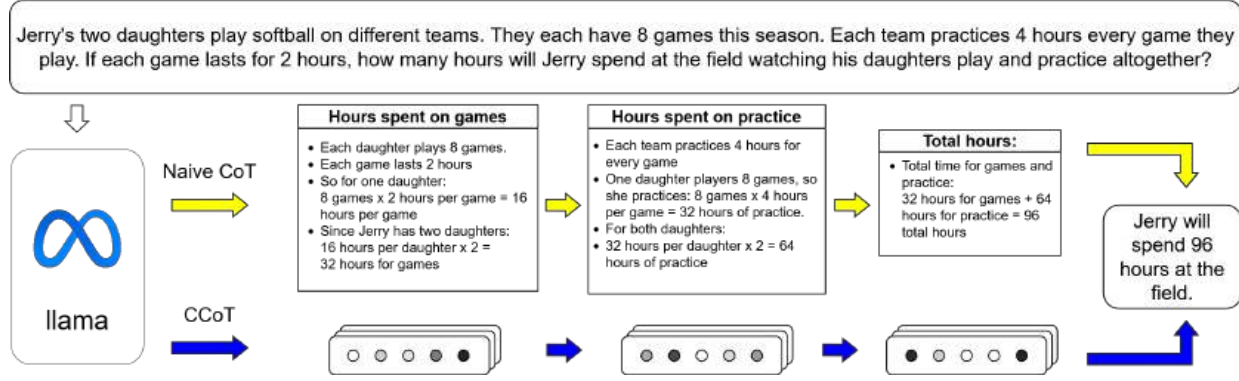 Jerry's two daughters play softball on different teams. They each have 8 games this season. Each team practices 4 hours every game they
play. If each game lasts for 2 hours, how many hours will Jerry spend at the field watching his daughters play and practice altogether?
Naive CoT
llama
CCoT
Hours spent on games
• Each daughter plays 8 games.
• Each game lasts 2 hours
• So for one daughter:
8 games x 2 hours per game = 16
hours per game
• Since Jerry has two daughters:
16 hours per daughter x 2 =
32 hours for games
Hours spent on practice
• Each team practices 4 hours for
every game
• One daughter players 8 games, so
she practices: 8 games x 4 hours
per game = 32 hours of practice.
• For both daughters:
• 32 hours per daughter x 2 = 64
hours of practice
Total hours:
• Total time for games and
practice:
32 hours for games + 64
hours for practice = 96
total hours
Jerry will
spend 96
hours at the
field.